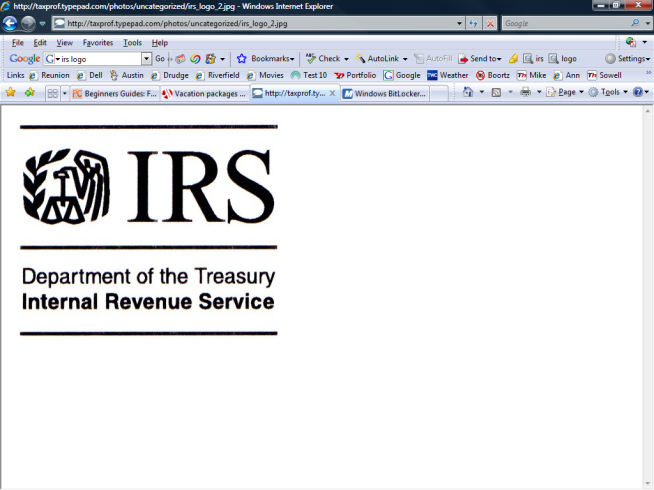 http://taxprof.typepad.com/photos/uncategorized/irs_logo_2.jpg - Windows Internet Explorer
http://taxprof.typepad.com/photos/uncategorized/irs_logo_2.jpg Google
File Edit View Favorites Tools Help
Google G irs logo Go Bookmarks Check AutoLink AutoFill Send to irs logo Settings
Links Reunion Dell Austin Drudge Riverfield Movies Test 10 Portfolio Google Weather Boortz Mike Ann Sowell
Beginners Guides: F... Vacation packages ... http://taxprof.ty... Windows BitLocker... Page Tools
IRS
Department of the Treasury
Internal Revenue Service